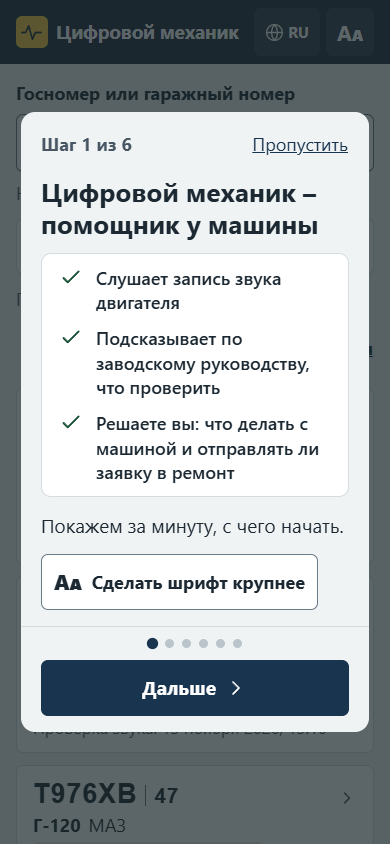 Цифровой механик
RU
Aᴀ
Госномер или гаражный номер
Шаг 1 из 6
Пропустить
Цифровой механик –
помощник у машины
Слушает запись звука
двигателя
Подсказывает по
заводскому руководству,
что проверить
Решаете вы: что делать с
машиной и отправлять ли
заявку в ремонт
Покажем за минуту, с чего начать.
Aᴀ Сделать шрифт крупнее
Дальше
Т976ХВ 47
Г-120 МАЗ